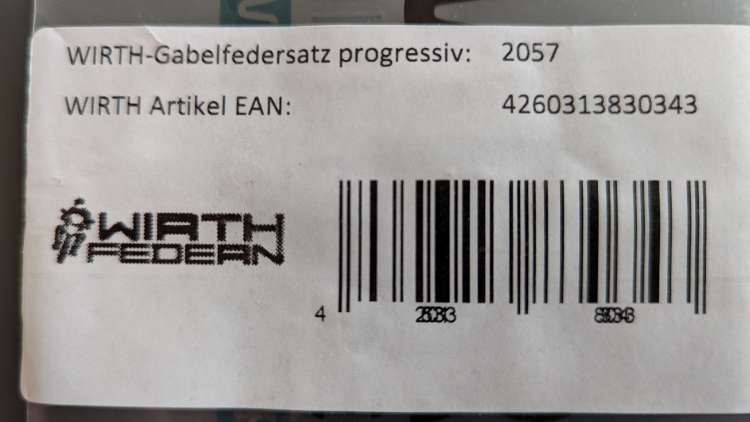 WIRTH-Gabelfedersatz progressiv: 2057
WIRTH Artikel EAN: 4260313830343
WIRTH
FEDERN
4